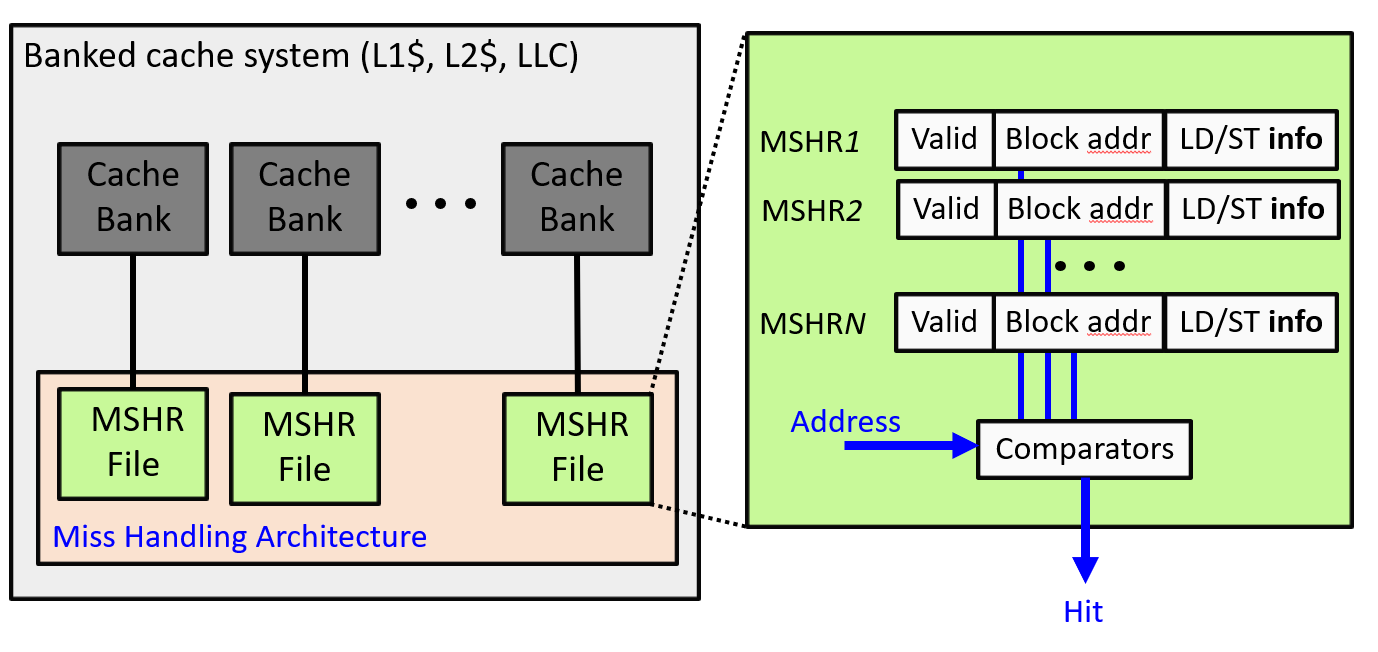 Banked cache system (L1$, L2$, LLC)
Cache
Bank
Cache
Bank
• • •
Cache
Bank
MSHR
File
MSHR
File
MSHR
File
Miss Handling Architecture
MSHR1 Valid Block addr LD/ST info
MSHR2 Valid Block addr LD/ST info
• • •
MSHRN Valid Block addr LD/ST info
Address
Comparators
Hit